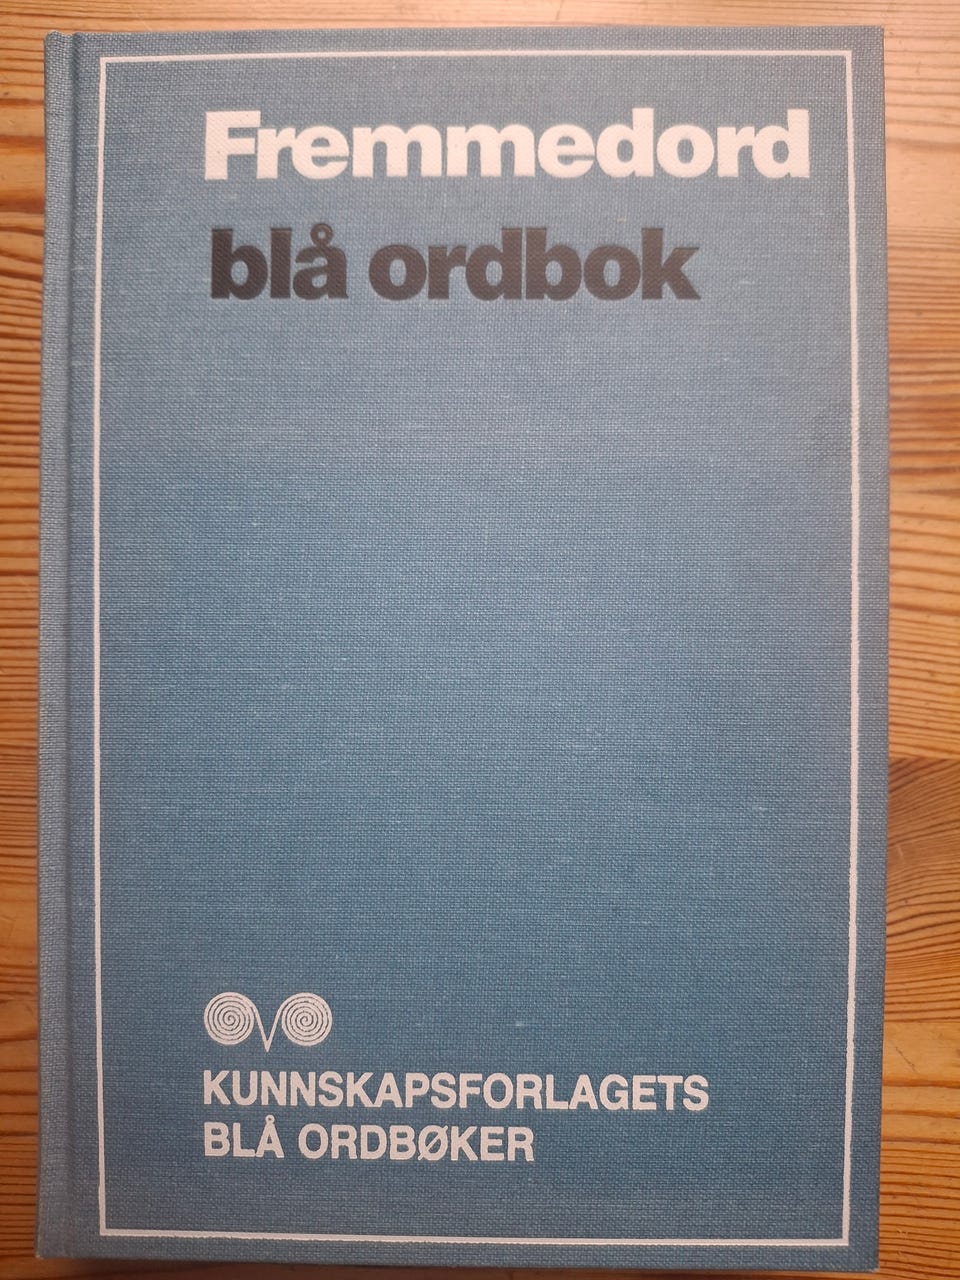 Fremmedord
blå ordbok
KUNNSKAPSFORLAGETS
BLÅ ORDBØKER